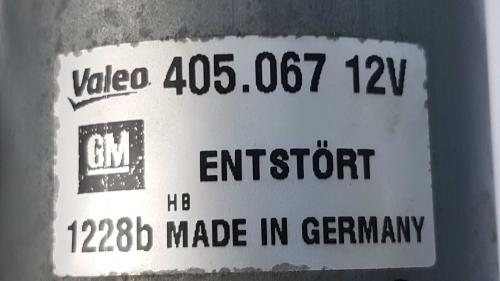 Valeo 405.067 12V
GM ENTSTÖRT
HB
1228b MADE IN GERMANY